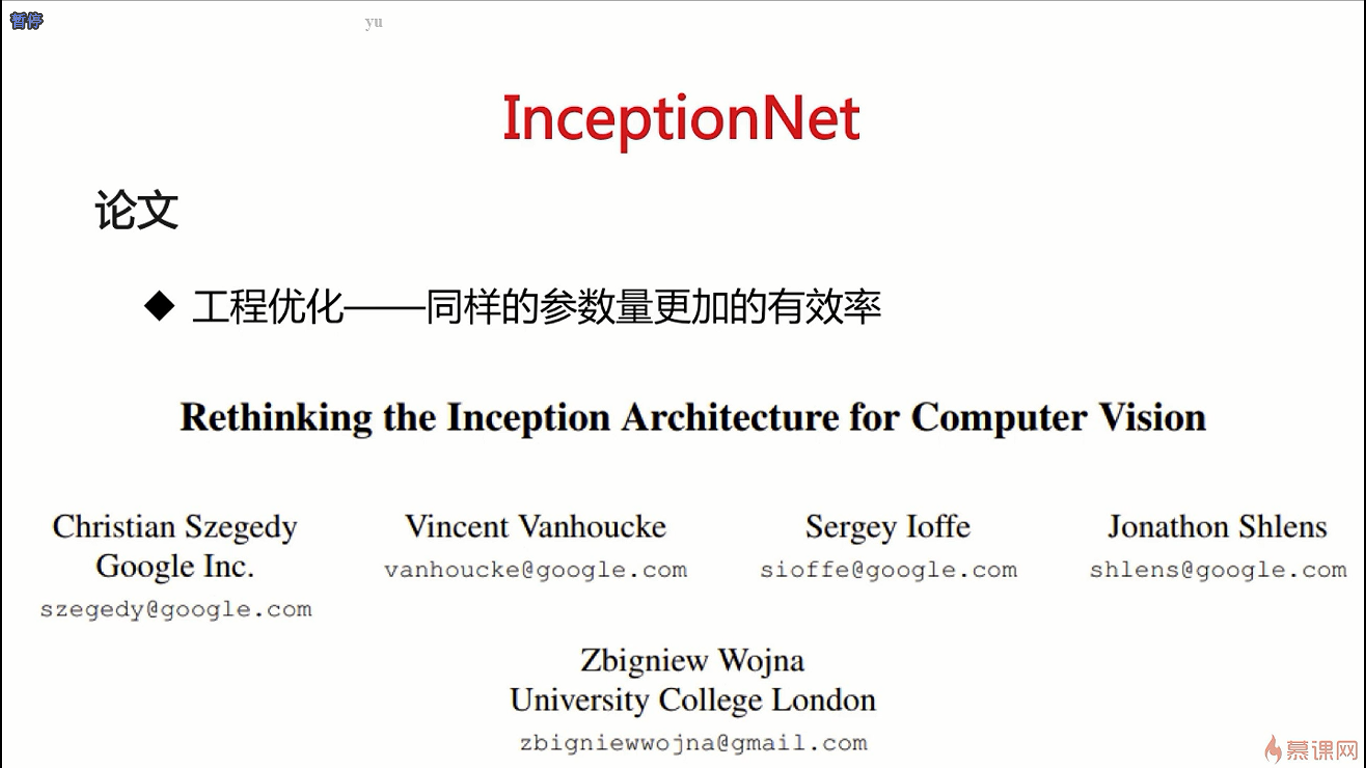 暂停
yu
InceptionNet
论文
◆ 工程优化——同样的参数量更加的有效率
Rethinking the Inception Architecture for Computer Vision
Christian Szegedy
Google Inc.
szegedy@google.com
Vincent Vanhoucke
vanhoucke@google.com
Sergey Ioffe
sioffe@google.com
Jonathon Shlens
shlens@google.com
Zbigniew Wojna
University College London
zbigniewwojna@gmail.com
慕课网